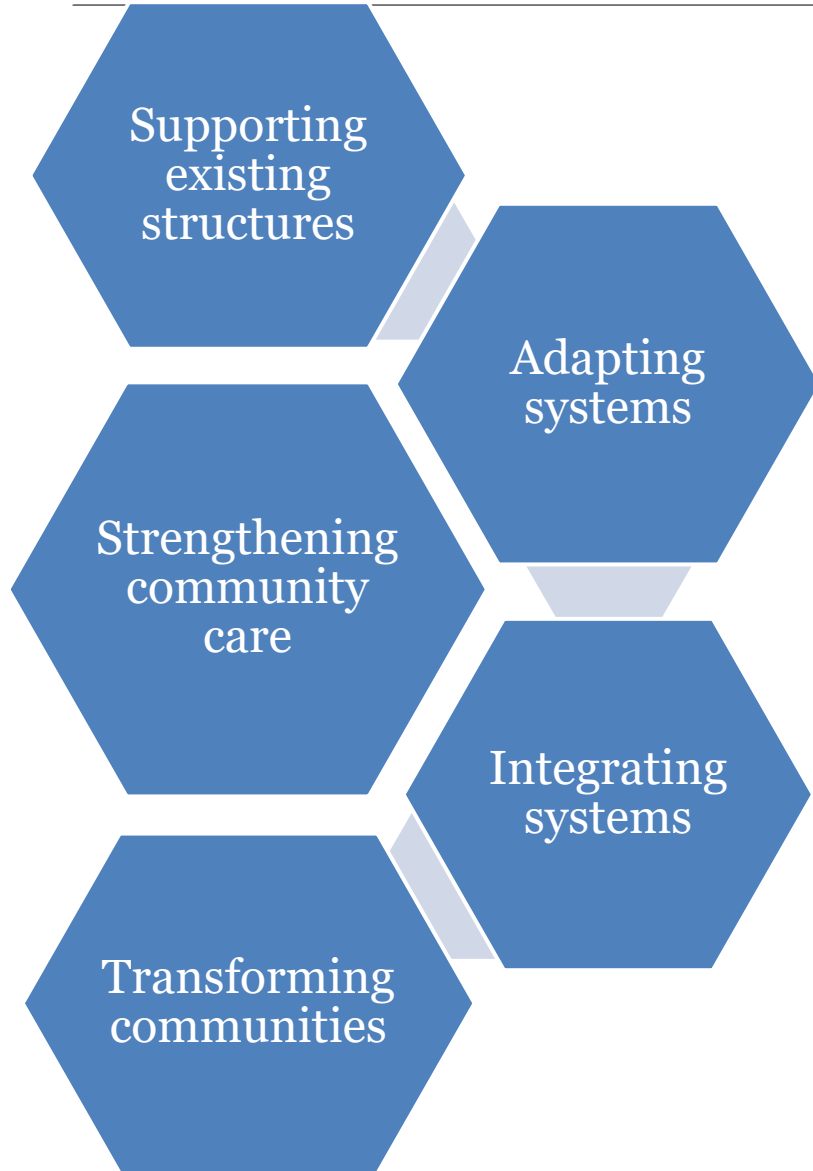 Supporting
existing
structures
Adapting
systems
Strengthening
community
care
Integrating
systems
Transforming
communities